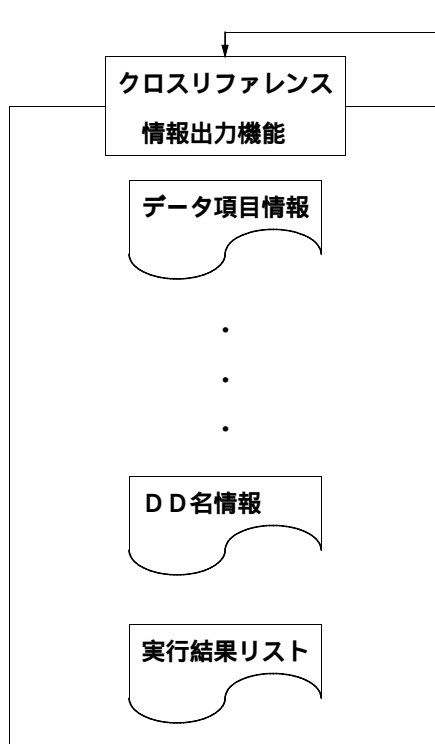 クロスリファレンス
情報出力機能
データ項目情報
・
・
・
ＤＤ名情報
実行結果リスト